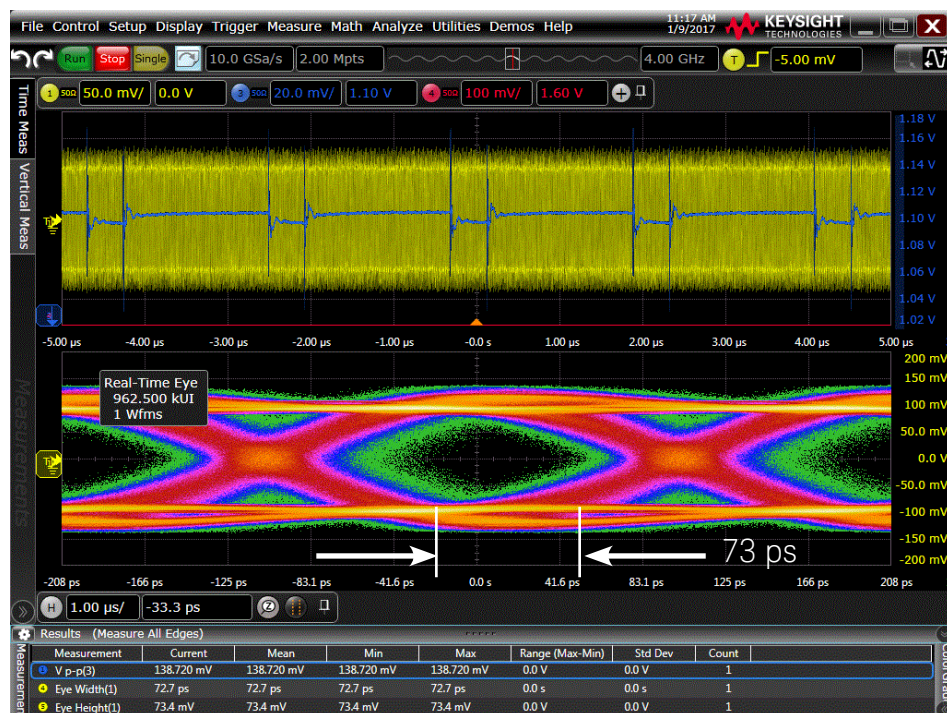 File Control Setup Display Trigger Measure Math Analyze Utilities Demos Help
11:17 AM
1/9/2017
KEYSIGHT
TECHNOLOGIES
Run Stop Single 10.0 GSa/s 2.00 Mpts 4.00 GHz T -5.00 mV
Time Meas
Vertical Meas
Measurements
1 50Ω 50.0 mV/ 0.0 V 3 50Ω 20.0 mV/ 1.10 V 4 50Ω 100 mV/ 1.60 V
1.18 V
1.16 V
1.14 V
1.12 V
1.10 V
1.08 V
1.06 V
1.04 V
1.02 V
-5.00 µs -4.00 µs -3.00 µs -2.00 µs -1.00 µs -0.0 s 1.00 µs 2.00 µs 3.00 µs 4.00 µs 5.00 µs
Real-Time Eye
962.500 kUI
1 Wfms
200 mV
150 mV
100 mV
50.0 mV
0.0 V
-50.0 mV
-100 mV
-150 mV
-200 mV
73 ps
-208 ps -166 ps -125 ps -83.1 ps -41.6 ps 0.0 s 41.6 ps 83.1 ps 125 ps 166 ps 208 ps
H 1.00 µs/ -33.3 ps
Results (Measure All Edges)
Measurement Current Mean Min Max Range (Max-Min) Std Dev Count
V p-p(3) 138.720 mV 138.720 mV 138.720 mV 138.720 mV 0.0 V 0.0 V 1
Eye Width(1) 72.7 ps 72.7 ps 72.7 ps 72.7 ps 0.0 s 0.0 s 1
Eye Height(1) 73.4 mV 73.4 mV 73.4 mV 73.4 mV 0.0 V 0.0 V 1